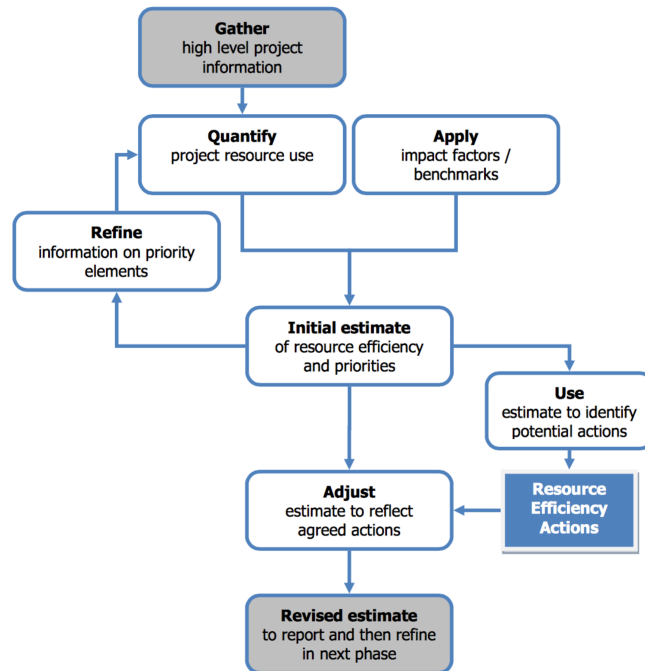 Gather
high level project
information
Quantify
project resource use
Apply
impact factors /
benchmarks
Refine
information on priority
elements
Initial estimate
of resource efficiency
and priorities
Use
estimate to identify
potential actions
Adjust
estimate to reflect
agreed actions
Resource
Efficiency
Actions
Revised estimate
to report and then refine
in next phase